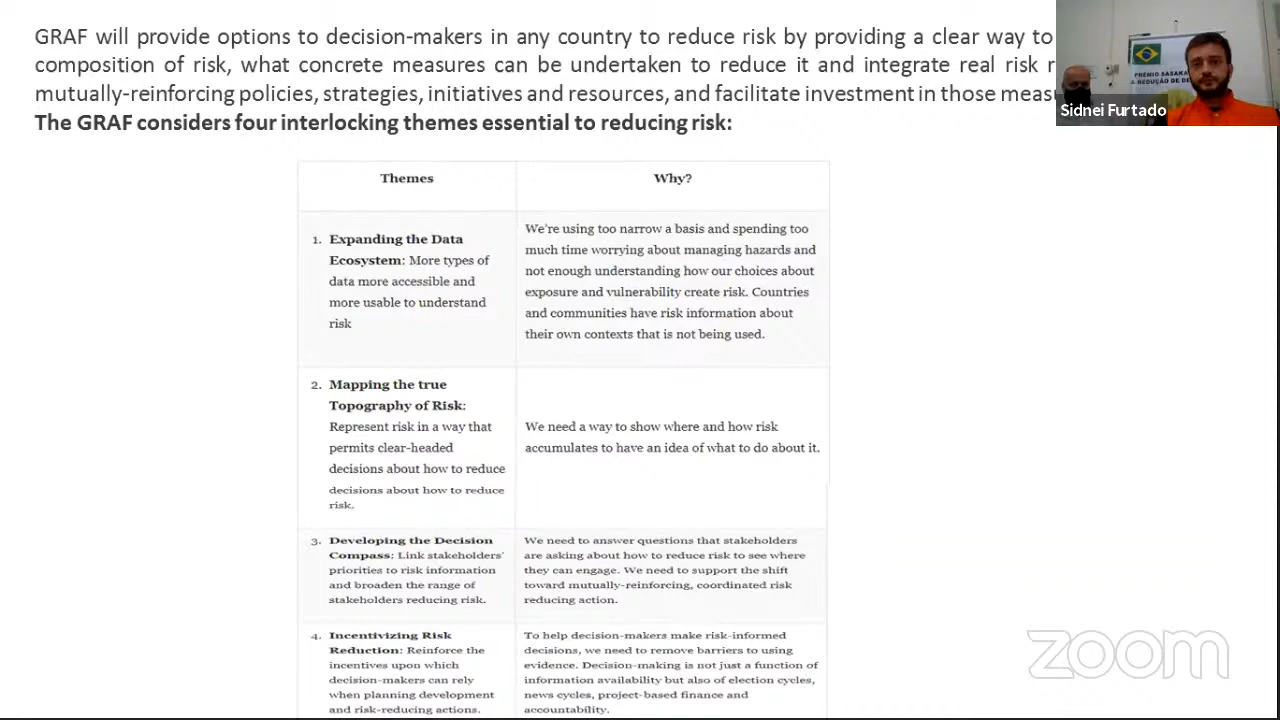 GRAF will provide options to decision-makers in any country to reduce risk by providing a clear way to
composition of risk, what concrete measures can be undertaken to reduce it and integrate real risk r
mutually-reinforcing policies, strategies, initiatives and resources, and facilitate investment in those meas
The GRAF considers four interlocking themes essential to reducing risk:
PRÊMIO SASAKA
A REDUÇÃO DE DE
Sidnei Furtado
Themes
Why?
1. Expanding the Data
Ecosystem: More types of
data more accessible and
more usable to understand
risk
We're using too narrow a basis and spending too
much time worrying about managing hazards and
not enough understanding how our choices about
exposure and vulnerability create risk. Countries
and communities have risk information about
their own contexts that is not being used.
2. Mapping the true
Topography of Risk:
Represent risk in a way that
permits clear-headed
decisions about how to reduce
decisions about how to reduce
risk.
We need a way to show where and how risk
accumulates to have an idea of what to do about it.
3. Developing the Decision
Compass: Link stakeholders'
priorities to risk information
and broaden the range of
stakeholders reducing risk.
We need to answer questions that stakeholders
are asking about how to reduce risk to see where
they can engage. We need to support the shift
toward mutually-reinforcing, coordinated risk
reducing action.
4. Incentivizing Risk
Reduction: Reinforce the
incentives upon which
decision-makers can rely
when planning development
and risk-reducing actions.
To help decision-makers make risk-informed
decisions, we need to remove barriers to using
evidence. Decision-making is not just a function of
information availability but also of election cycles,
news cycles, project-based finance and
accountability.
zoom